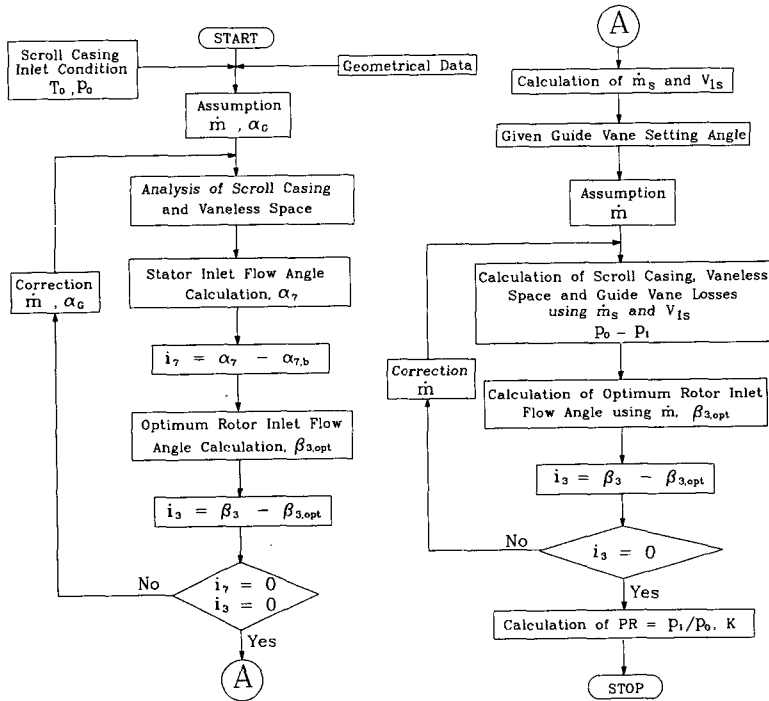 START
Scroll Casing
Inlet Condition
T₀ , P₀
Geometrical Data
Assumption
ṁ , α_G
Analysis of Scroll Casing
and Vaneless Space
Stator Inlet Flow Angle
Calculation, α₇
Correction
ṁ , α_G
i₇ = α₇ − α₇,b
Optimum Rotor Inlet Flow
Angle Calculation, β₃,opt
i₃ = β₃ − β₃,opt
No
i₇ = 0
i₃ = 0
Yes
A
A
Calculation of ṁ_S and V_1s
Given Guide Vane Setting Angle
Assumption
ṁ
Calculation of Scroll Casing, Vaneless
Space and Guide Vane Losses
using ṁ_S and V_1s
P₀ − P₁
Correction
ṁ
Calculation of Optimum Rotor Inlet
Flow Angle using ṁ, β₃,opt
i₃ = β₃ − β₃,opt
No
i₃ = 0
Yes
Calculation of PR = P₁/P₀, K
STOP